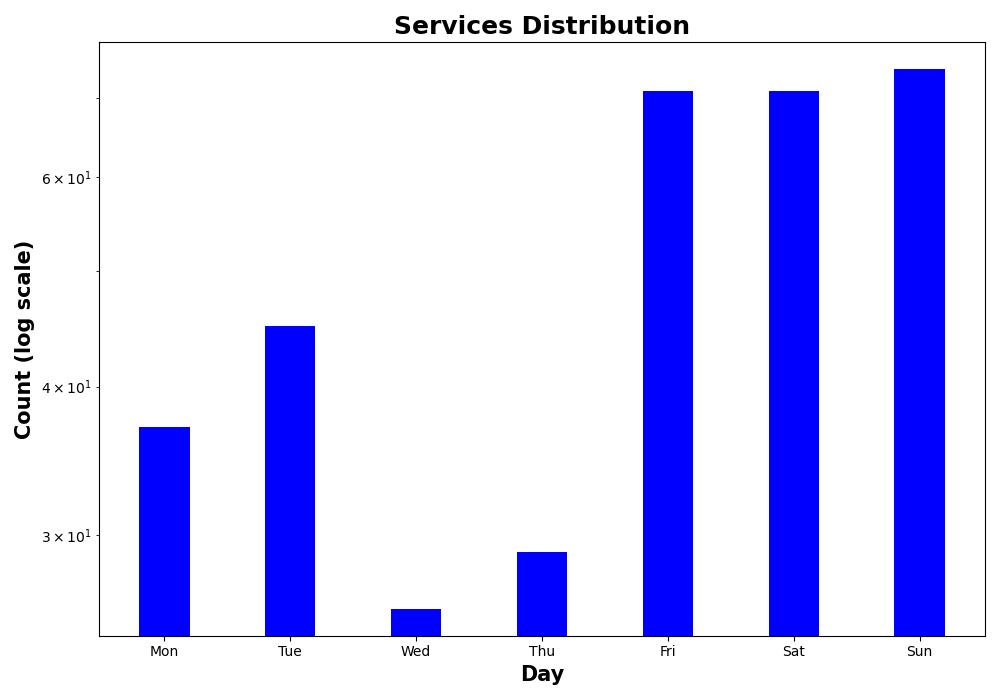 Services Distribution
Count (log scale)
6 × 10¹
4 × 10¹
3 × 10¹
Mon Tue Wed Thu Fri Sat Sun
Day